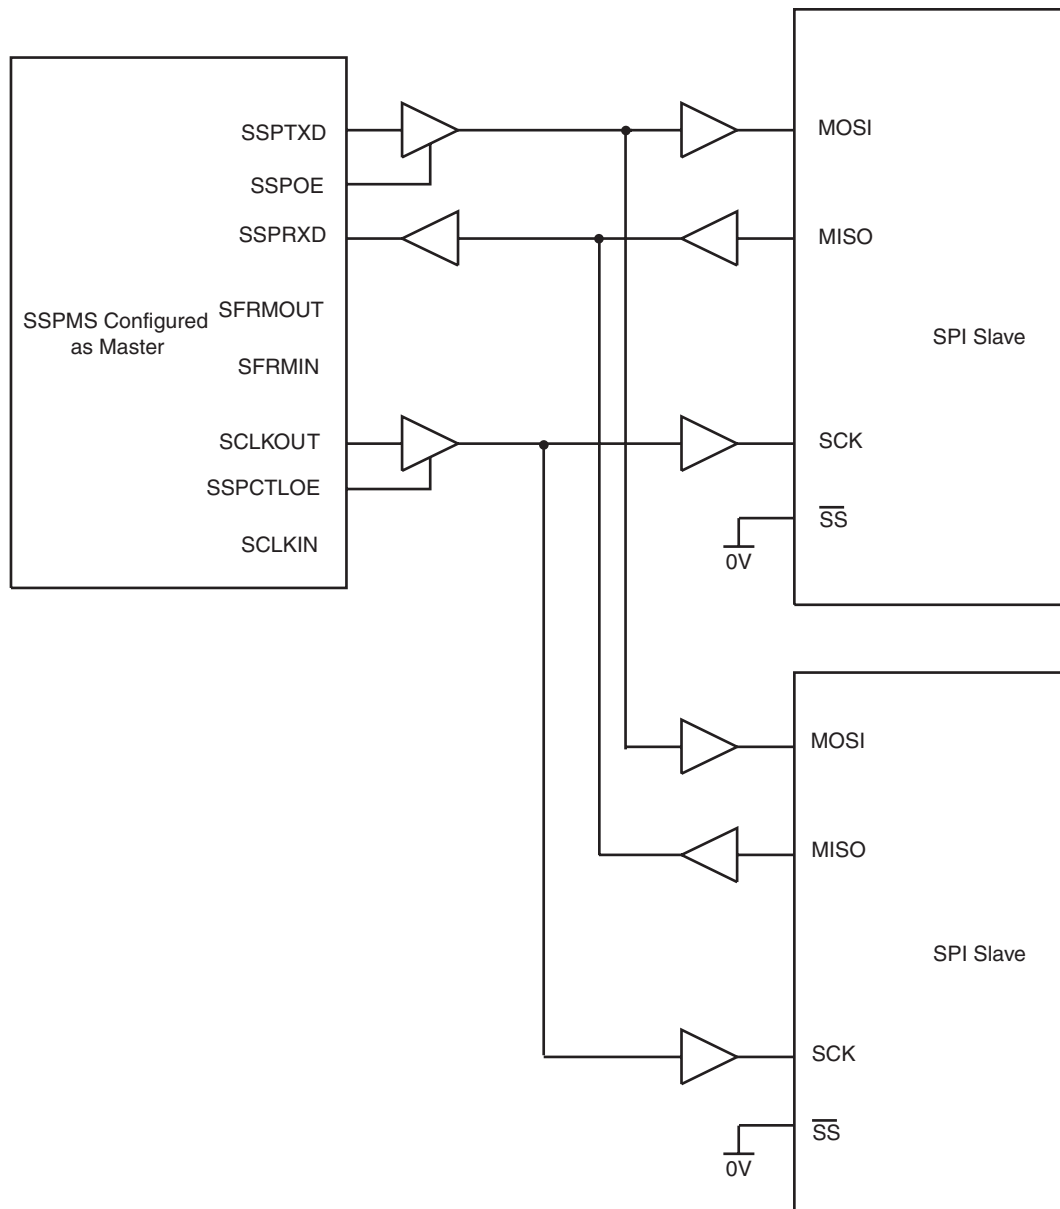 SSPTXD
SSPOE
SSPRXD
SFRMOUT
SSPMS Configured
as Master
SFRMIN
SCLKOUT
SSPCTLOE
SCLKIN
MOSI
MISO
SPI Slave
SCK
SS
0V
MOSI
MISO
SPI Slave
SCK
SS
0V